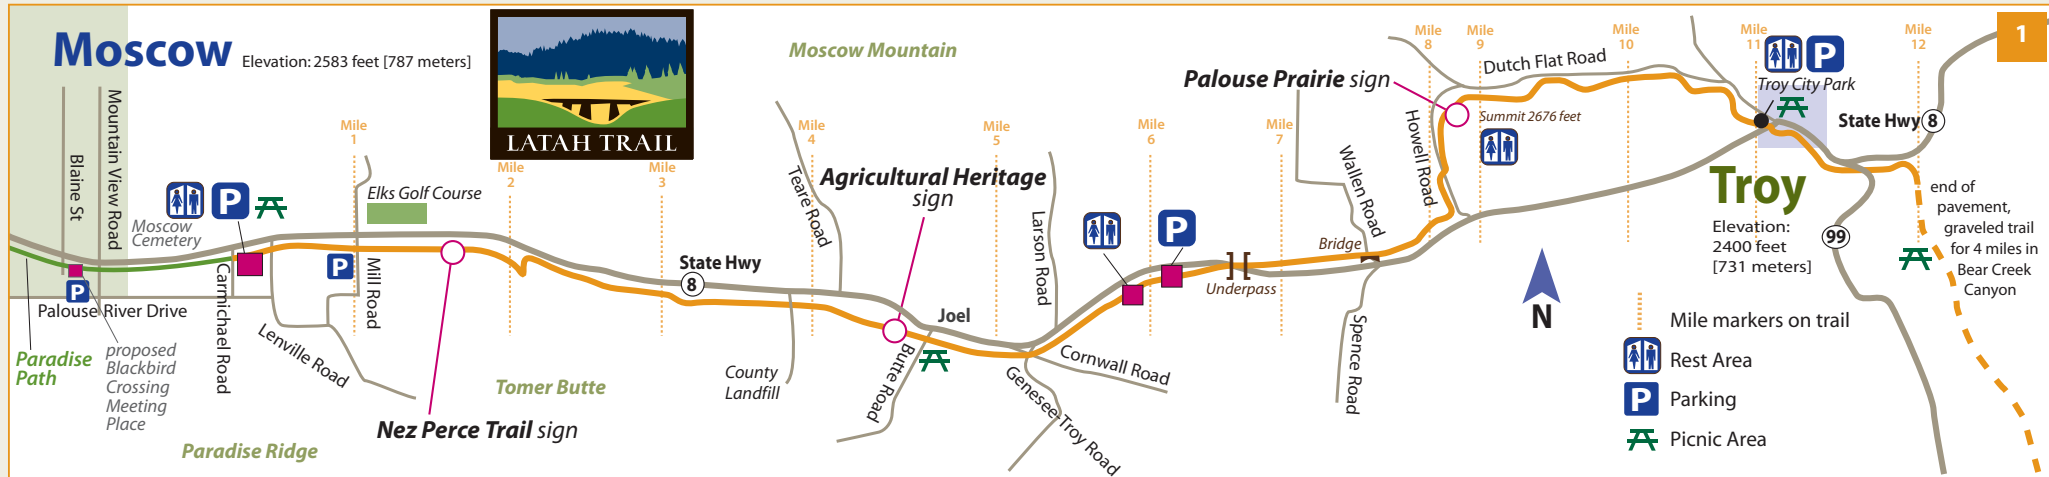 Moscow
Elevation: 2583 feet [787 meters]
LATAH TRAIL
Moscow Mountain
Palouse Prairie sign
Mile
8
Mile
9
Mile
10
Mile
11
Mile
12
1
Dutch Flat Road
P
Troy City Park
State Hwy 8
Summit 2676 feet
Howell Road
Wallen Road
Blaine St
Mountain View Road
Moscow
Cemetery
P
Mile
1
Elks Golf Course
Mile
2
Mile
3
Mile
4
Mile
5
Mile
6
Mile
7
Teare Road
Agricultural Heritage
sign
Larson Road
P
Bridge
Underpass
Troy
Elevation:
2400 feet
[731 meters]
99
end of
pavement,
graveled trail
for 4 miles in
Bear Creek
Canyon
P
Palouse River Drive
Carmichael Road
P
Mill Road
Lenville Road
State Hwy
8
Joel
Paradise
Path
proposed
Blackbird
Crossing
Meeting
Place
Paradise Ridge
Nez Perce Trail sign
Tomer Butte
County
Landfill
Butte Road
Genesee-Troy Road
Cornwall Road
Spence Road
N
Mile markers on trail
Rest Area
P Parking
Picnic Area